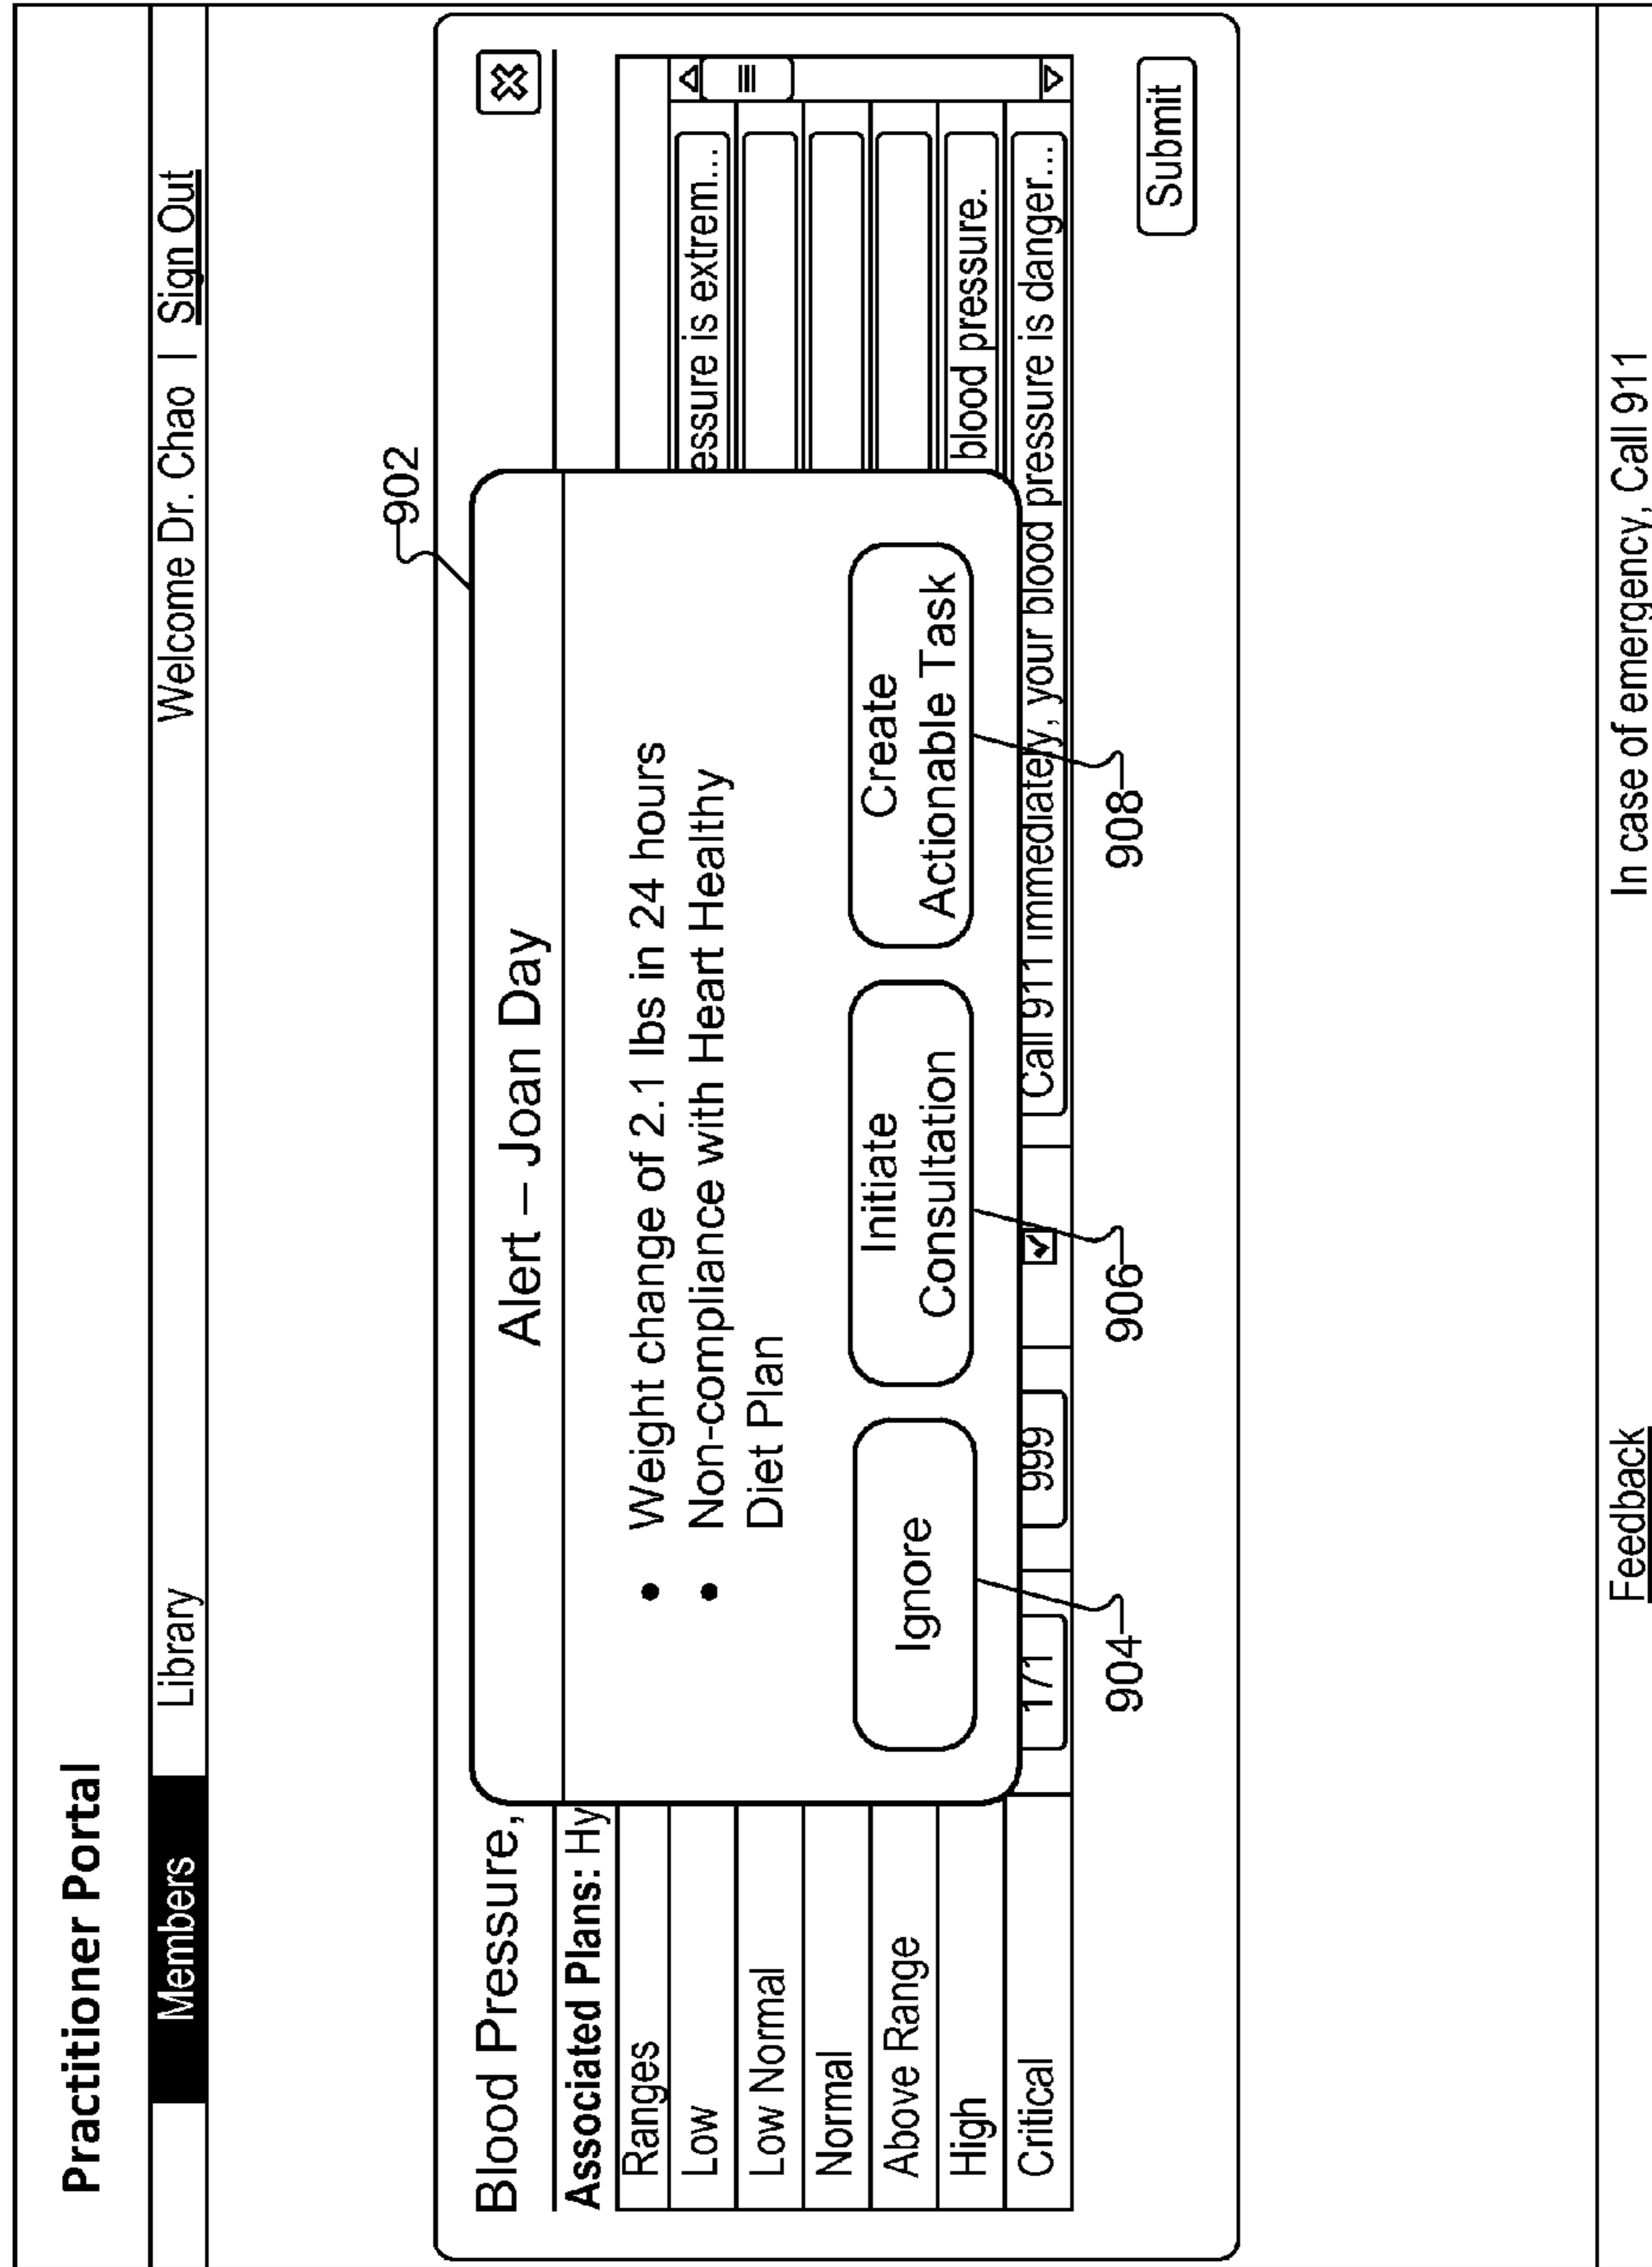 Practitioner Portal
Members Library Welcome Dr. Chao | Sign Out
902
Blood Pressure,
Associated Plans: Hy
Ranges
Low essure is extrem...
Low Normal
Normal
Above Range
High blood pressure.
Critical 171 999 Call 911 immediately, your blood pressure is danger...
Alert – Joan Day
• Weight change of 2.1 lbs in 24 hours
• Non-compliance with Heart Healthy
Diet Plan
Ignore
Initiate
Consultation
Create
Actionable Task
904 906 908
Submit
Feedback In case of emergency, Call 911